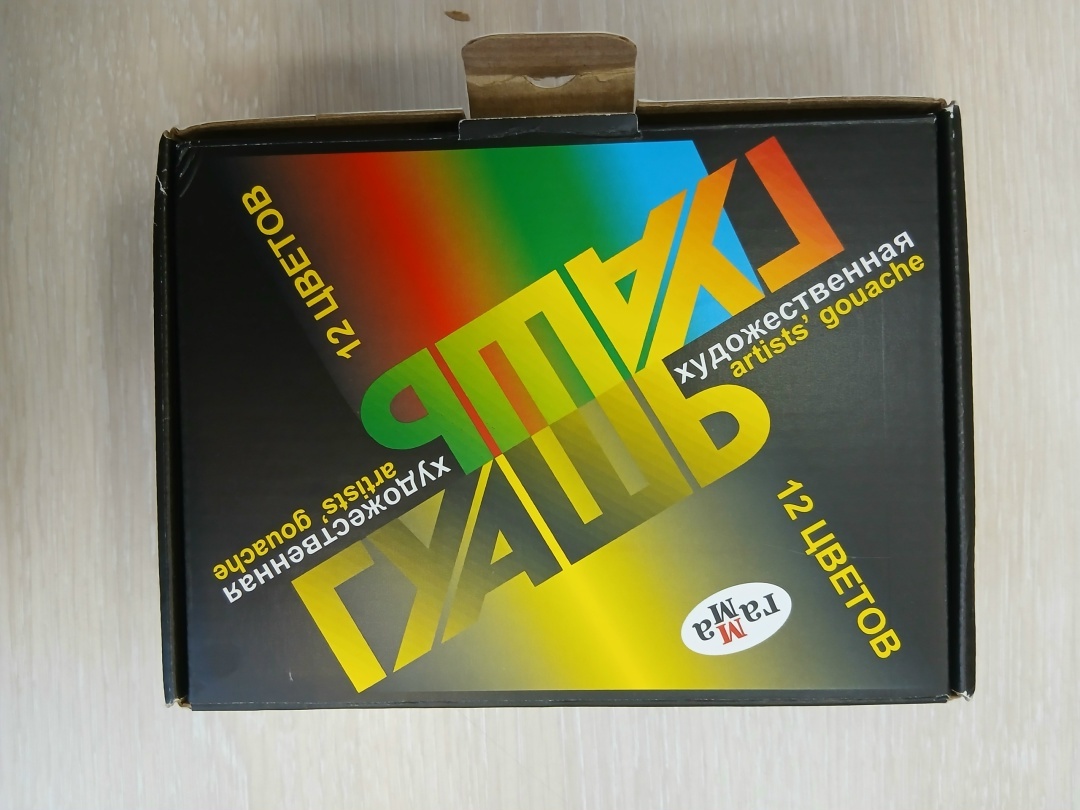 12 ЦВЕТОВ
ГУАШЬ
художественная
artists' gouache
ГУАШЬ
художественная
artists' gouache
12 ЦВЕТОВ
гамма